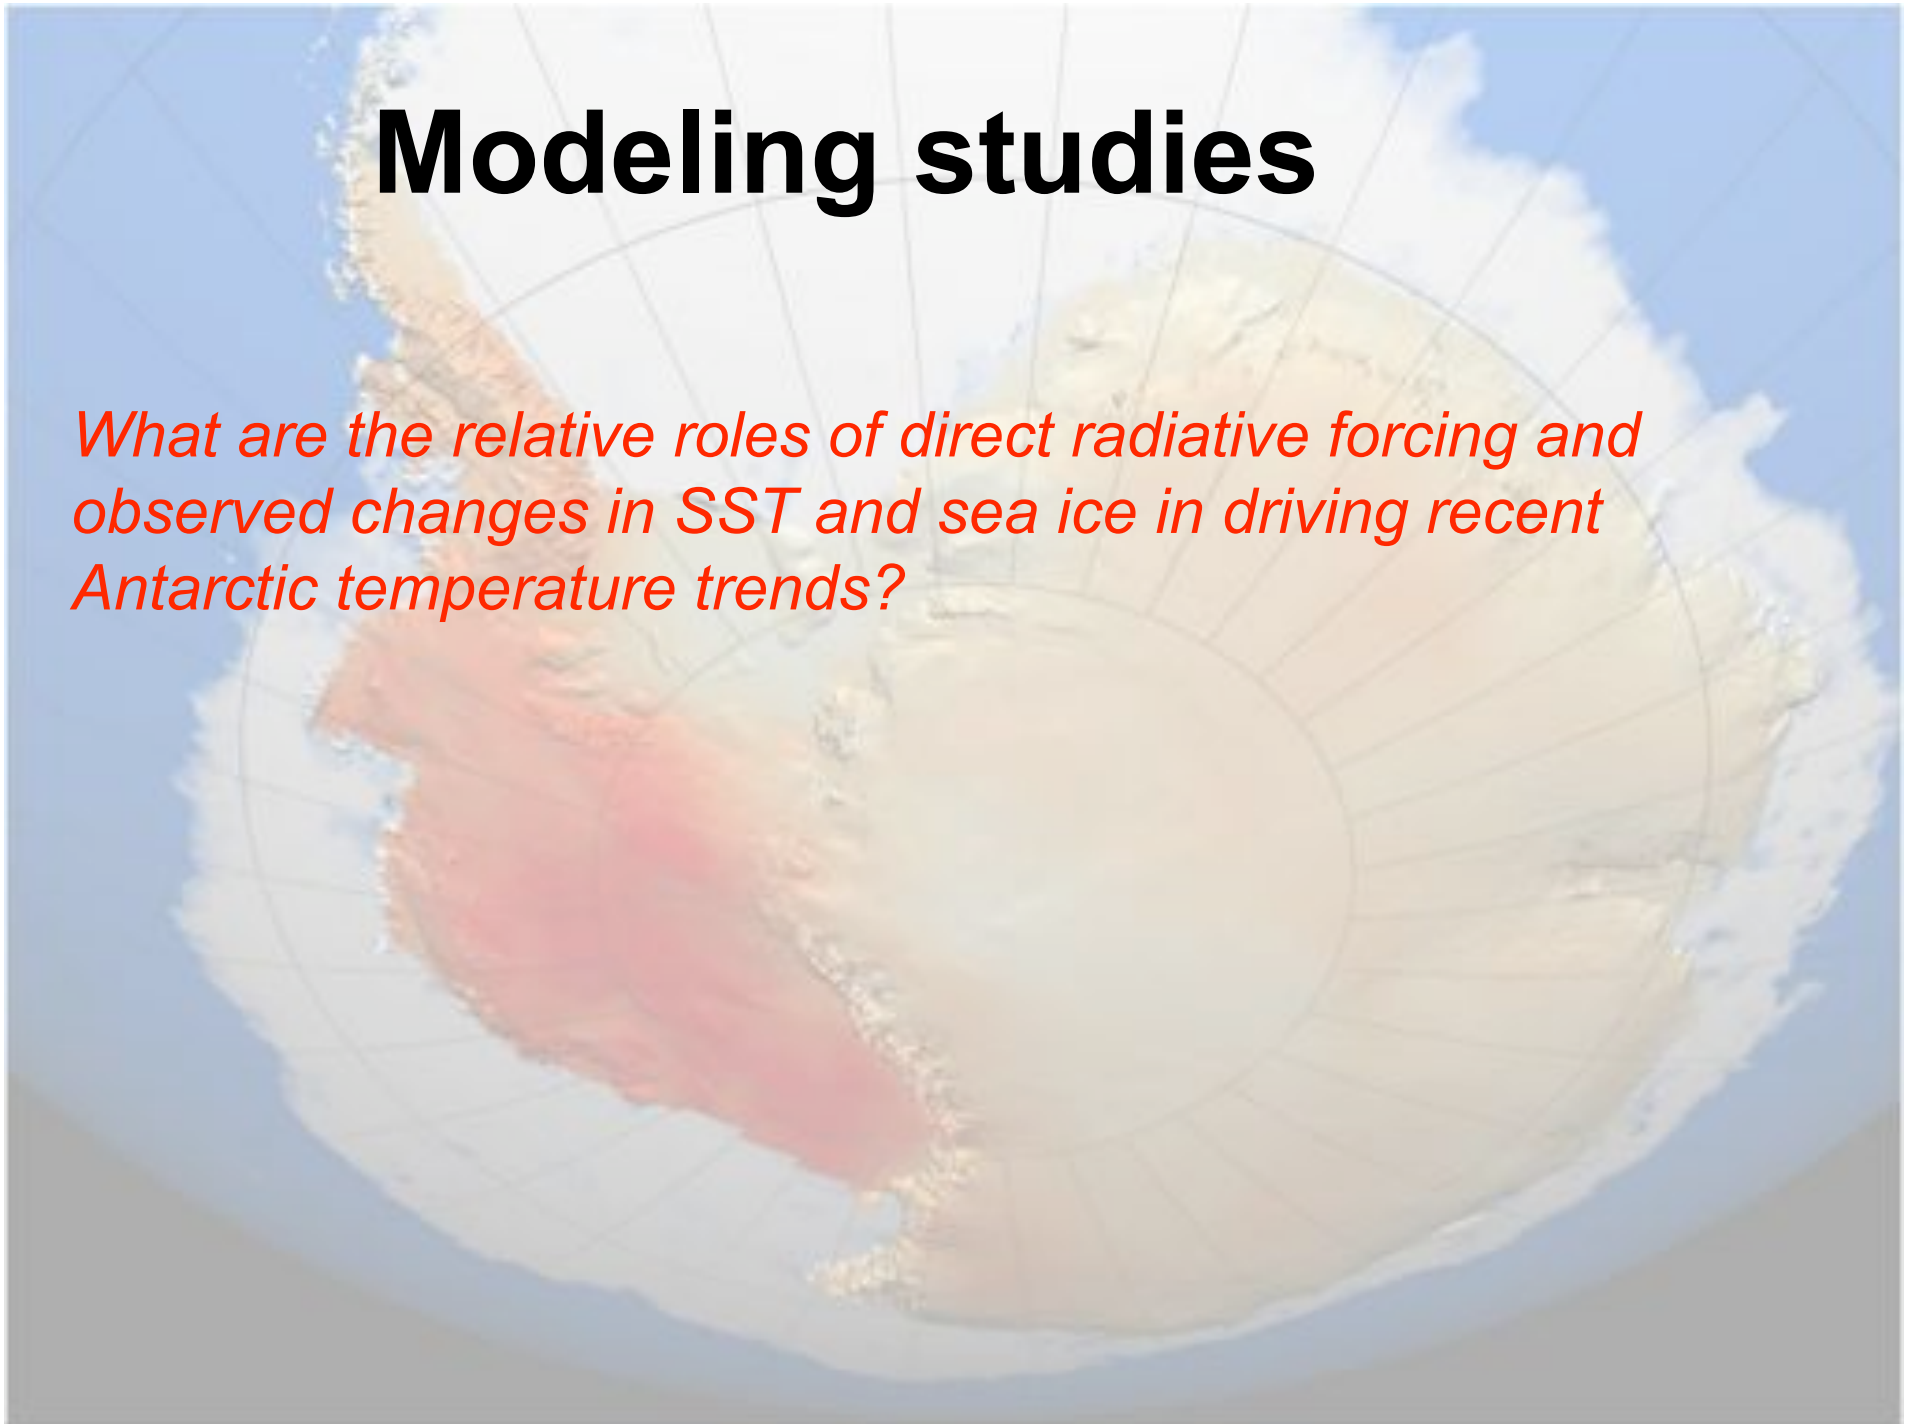 Modeling studies
What are the relative roles of direct radiative forcing and
observed changes in SST and sea ice in driving recent
Antarctic temperature trends?